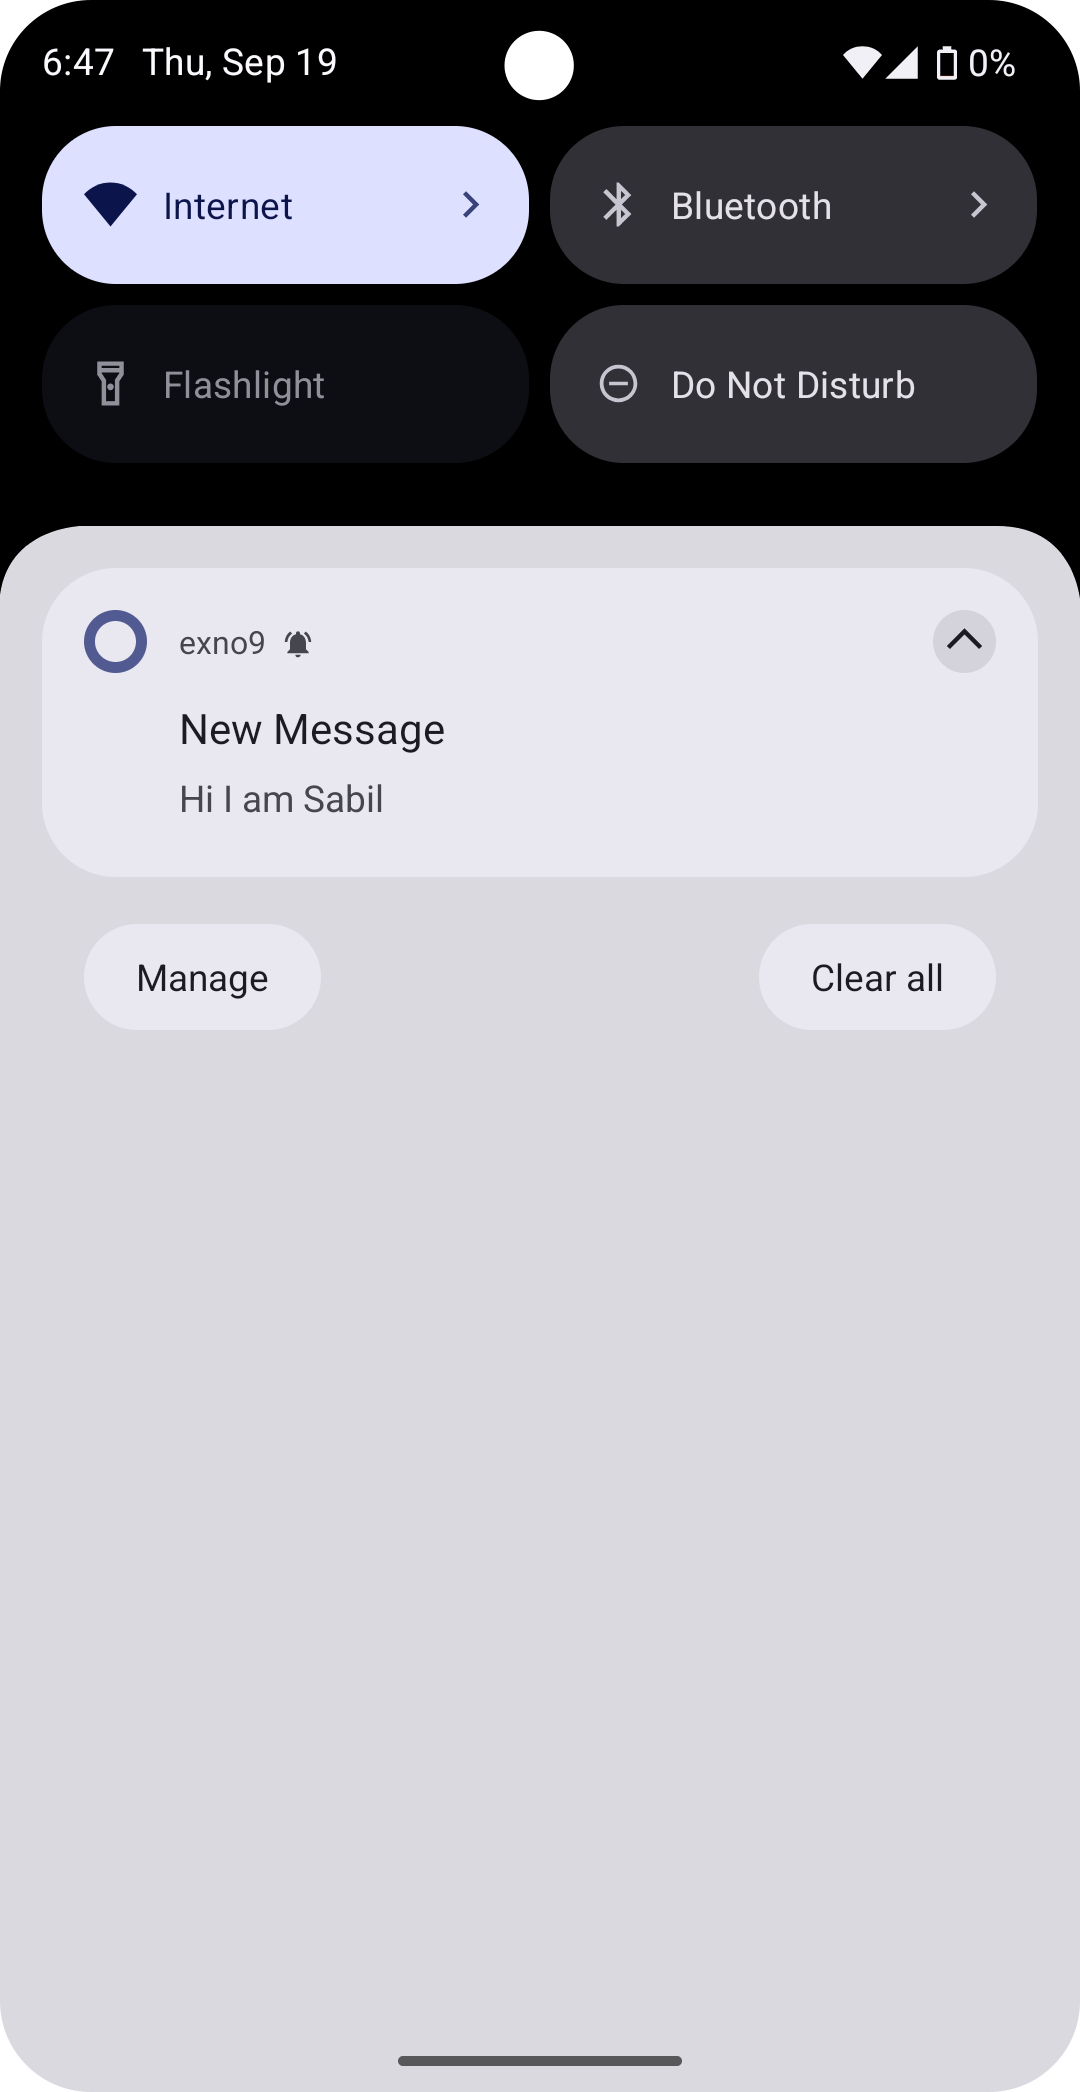 6:47 Thu, Sep 19 0%
Internet
Bluetooth
Flashlight
Do Not Disturb
exno9
New Message
Hi I am Sabil
Manage
Clear all